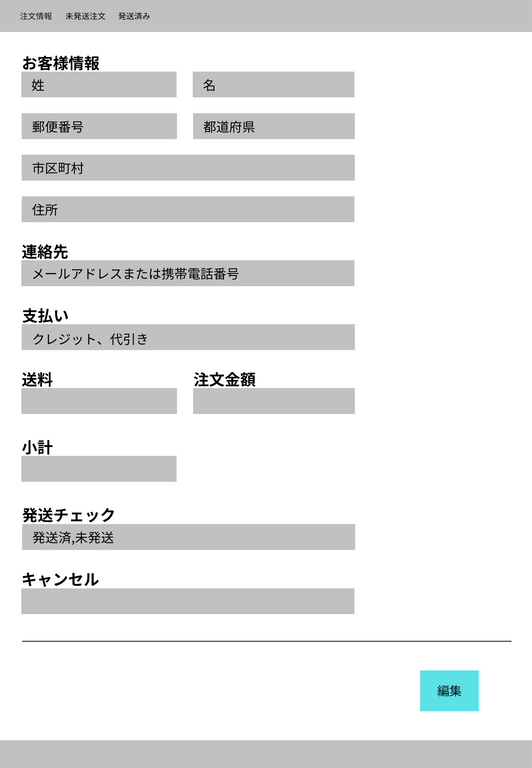 注文情報 未発送注文 発送済み
お客様情報
姓 名
郵便番号 都道府県
市区町村
住所
連絡先
メールアドレスまたは携帯電話番号
支払い
クレジット、代引き
送料 注文金額
小計
発送チェック
発送済,未発送
キャンセル
編集